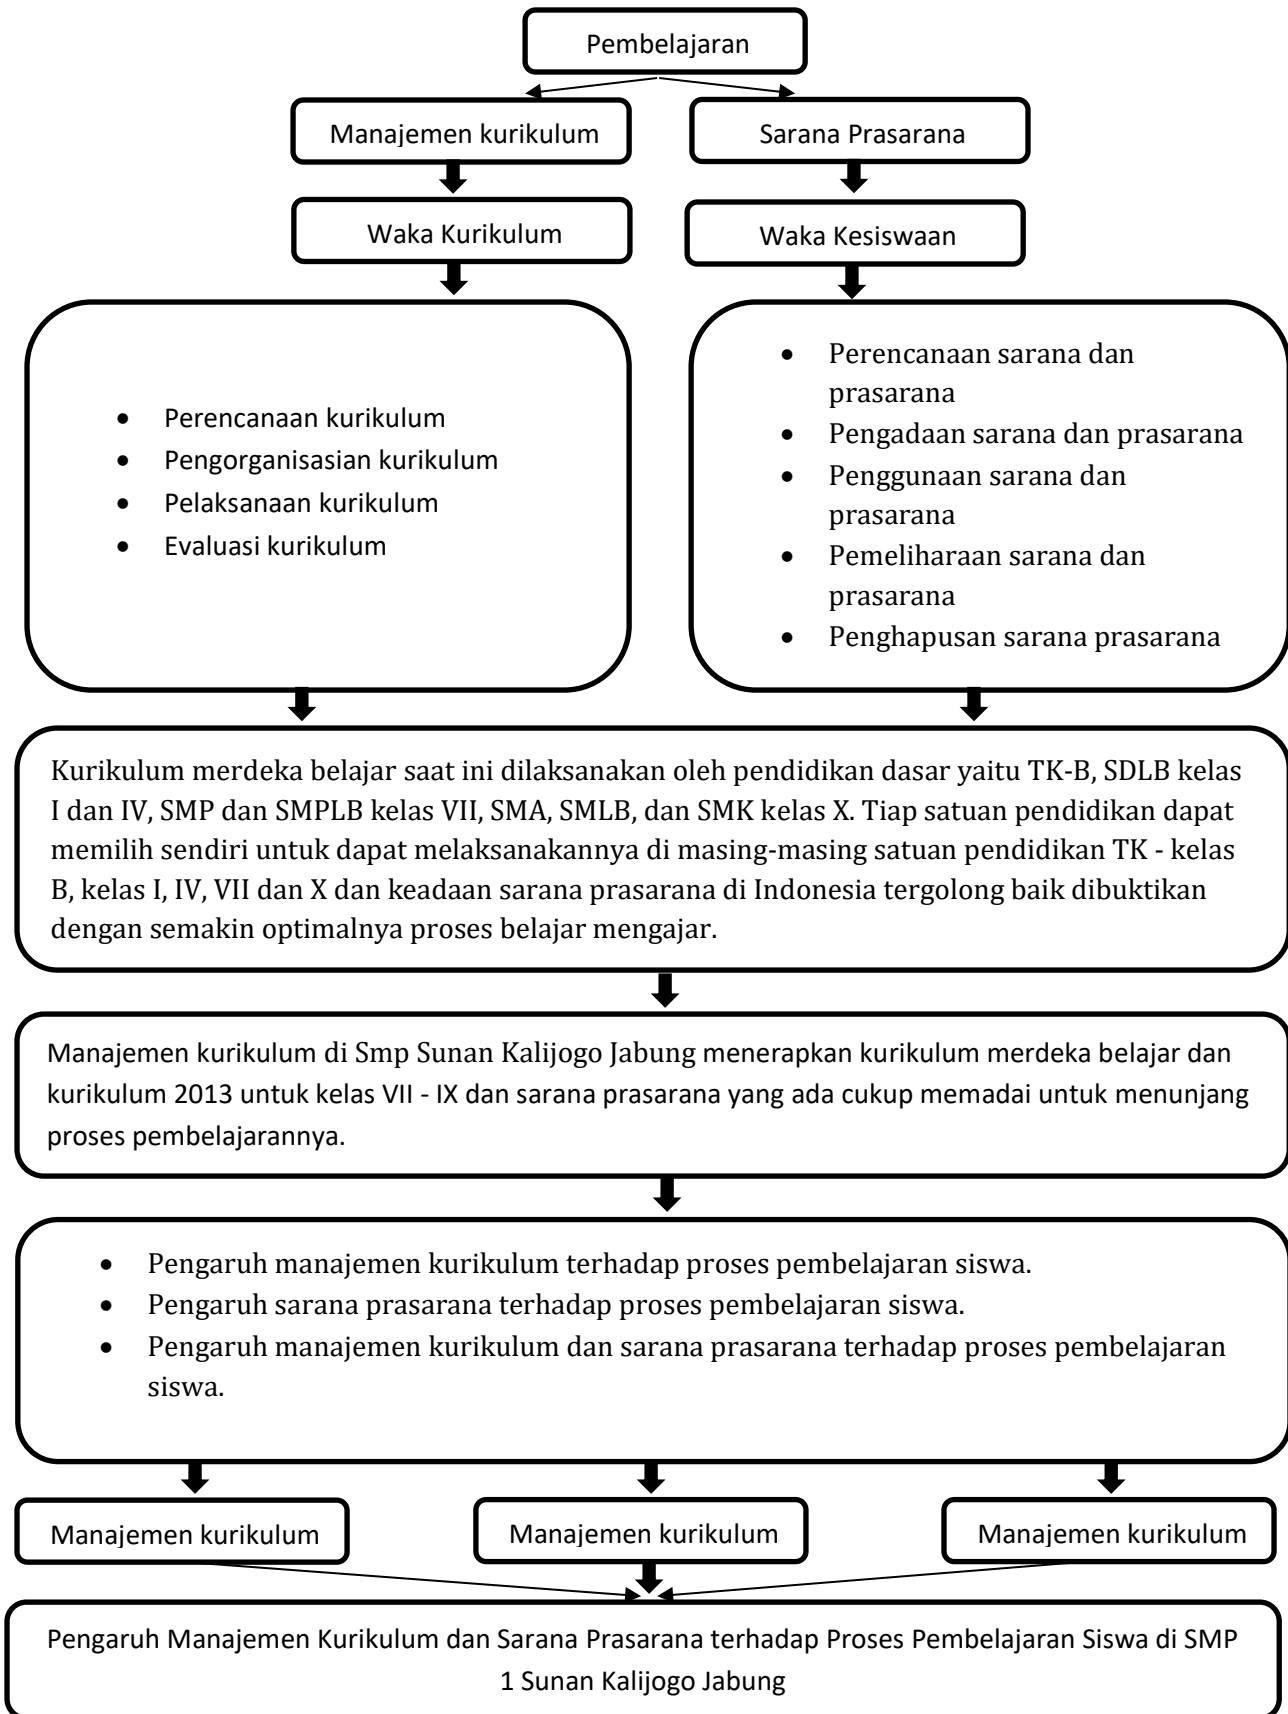 Pembelajaran
Manajemen kurikulum
Sarana Prasarana
Waka Kurikulum
Waka Kesiswaan
• Perencanaan kurikulum
• Pengorganisasian kurikulum
• Pelaksanaan kurikulum
• Evaluasi kurikulum
• Perencanaan sarana dan
prasarana
• Pengadaan sarana dan prasarana
• Penggunaan sarana dan
prasarana
• Pemeliharaan sarana dan
prasarana
• Penghapusan sarana prasarana
Kurikulum merdeka belajar saat ini dilaksanakan oleh pendidikan dasar yaitu TK-B, SDLB kelas
I dan IV, SMP dan SMPLB kelas VII, SMA, SMLB, dan SMK kelas X. Tiap satuan pendidikan dapat
memilih sendiri untuk dapat melaksanakannya di masing-masing satuan pendidikan TK - kelas
B, kelas I, IV, VII dan X dan keadaan sarana prasarana di Indonesia tergolong baik dibuktikan
dengan semakin optimalnya proses belajar mengajar.
Manajemen kurikulum di Smp Sunan Kalijogo Jabung menerapkan kurikulum merdeka belajar dan
kurikulum 2013 untuk kelas VII - IX dan sarana prasarana yang ada cukup memadai untuk menunjang
proses pembelajarannya.
• Pengaruh manajemen kurikulum terhadap proses pembelajaran siswa.
• Pengaruh sarana prasarana terhadap proses pembelajaran siswa.
• Pengaruh manajemen kurikulum dan sarana prasarana terhadap proses pembelajaran
siswa.
Manajemen kurikulum
Manajemen kurikulum
Manajemen kurikulum
Pengaruh Manajemen Kurikulum dan Sarana Prasarana terhadap Proses Pembelajaran Siswa di SMP
1 Sunan Kalijogo Jabung